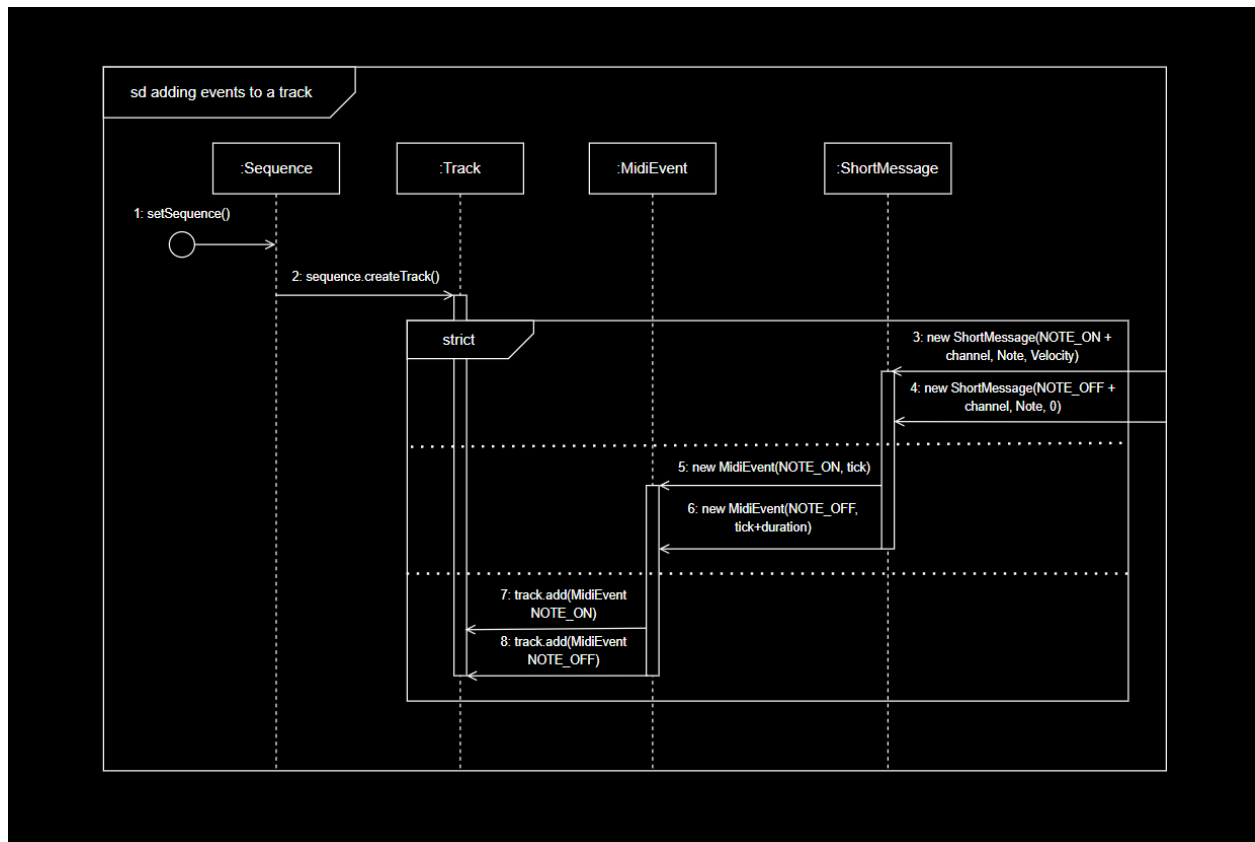 sd adding events to a track
:Sequence
:Track
:MidiEvent
:ShortMessage
1: setSequence()
2: sequence.createTrack()
strict
3: new ShortMessage(NOTE_ON +
channel, Note, Velocity)
4: new ShortMessage(NOTE_OFF +
channel, Note, 0)
5: new MidiEvent(NOTE_ON, tick)
6: new MidiEvent(NOTE_OFF,
tick+duration)
7: track.add(MidiEvent
NOTE_ON)
8: track.add(MidiEvent
NOTE_OFF)